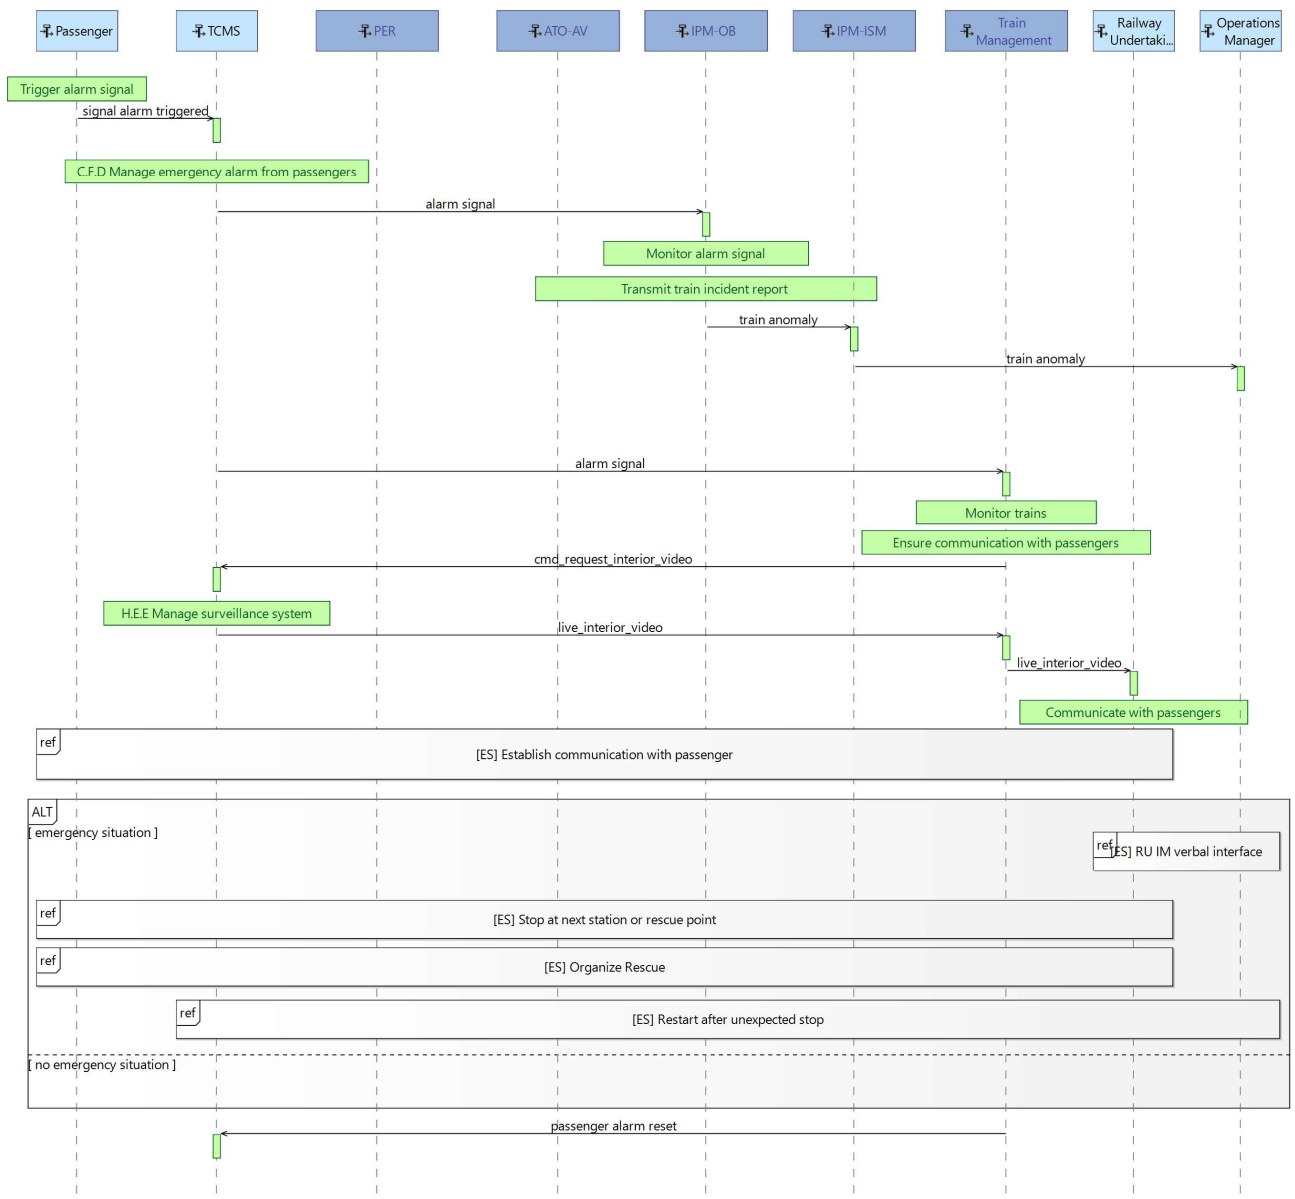 Passenger
TCMS
PER
ATO-AV
IPM-OB
IPM-ISM
Train
Management
Railway
Undertaki...
Operations
Manager
Trigger alarm signal
signal alarm triggered
C.F.D Manage emergency alarm from passengers
alarm signal
Monitor alarm signal
Transmit train incident report
train anomaly
train anomaly
alarm signal
Monitor trains
Ensure communication with passengers
cmd_request_interior_video
H.E.E Manage surveillance system
live_interior_video
live_interior_video
Communicate with passengers
ref
[ES] Establish communication with passenger
ALT
[ emergency situation ]
ref
[ES] RU IM verbal interface
ref
[ES] Stop at next station or rescue point
ref
[ES] Organize Rescue
ref
[ES] Restart after unexpected stop
[ no emergency situation ]
passenger alarm reset